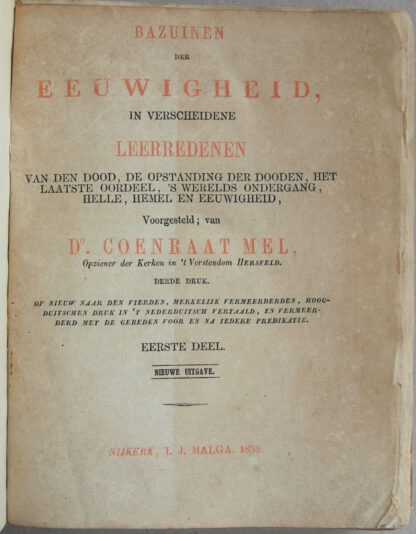 BAZUINEN
DER
EEUWIGHEID,
IN VERSCHEIDENE
LEERREDENEN
VAN DEN DOOD, DE OPSTANDING DER DOODEN, HET
LAATSTE OORDEEL, 'S WERELDS ONDERGANG,
HELLE, HEMEL EN EEUWIGHEID,
Voorgesteld; van
Do. COENRAAT MEL,
Opziener der Kerken in 't Vorstendom HERSVELD.
DERDE DRUK.
OP NIEUW NAAR DEN VIERDEN, MERKELIJK VERMEERDERDEN, HOOG-
DUITSCHEN DRUK IN 'T NEDERDUITSCH VERTAALD, EN VERMEER-
DERD MET DE GEBEDEN VOOR EN NA IEDERE PREDIKATIE.
EERSTE DEEL.
NIEUWE UITGAVE.
NIJKERK, I. J. MALGA. 1859.